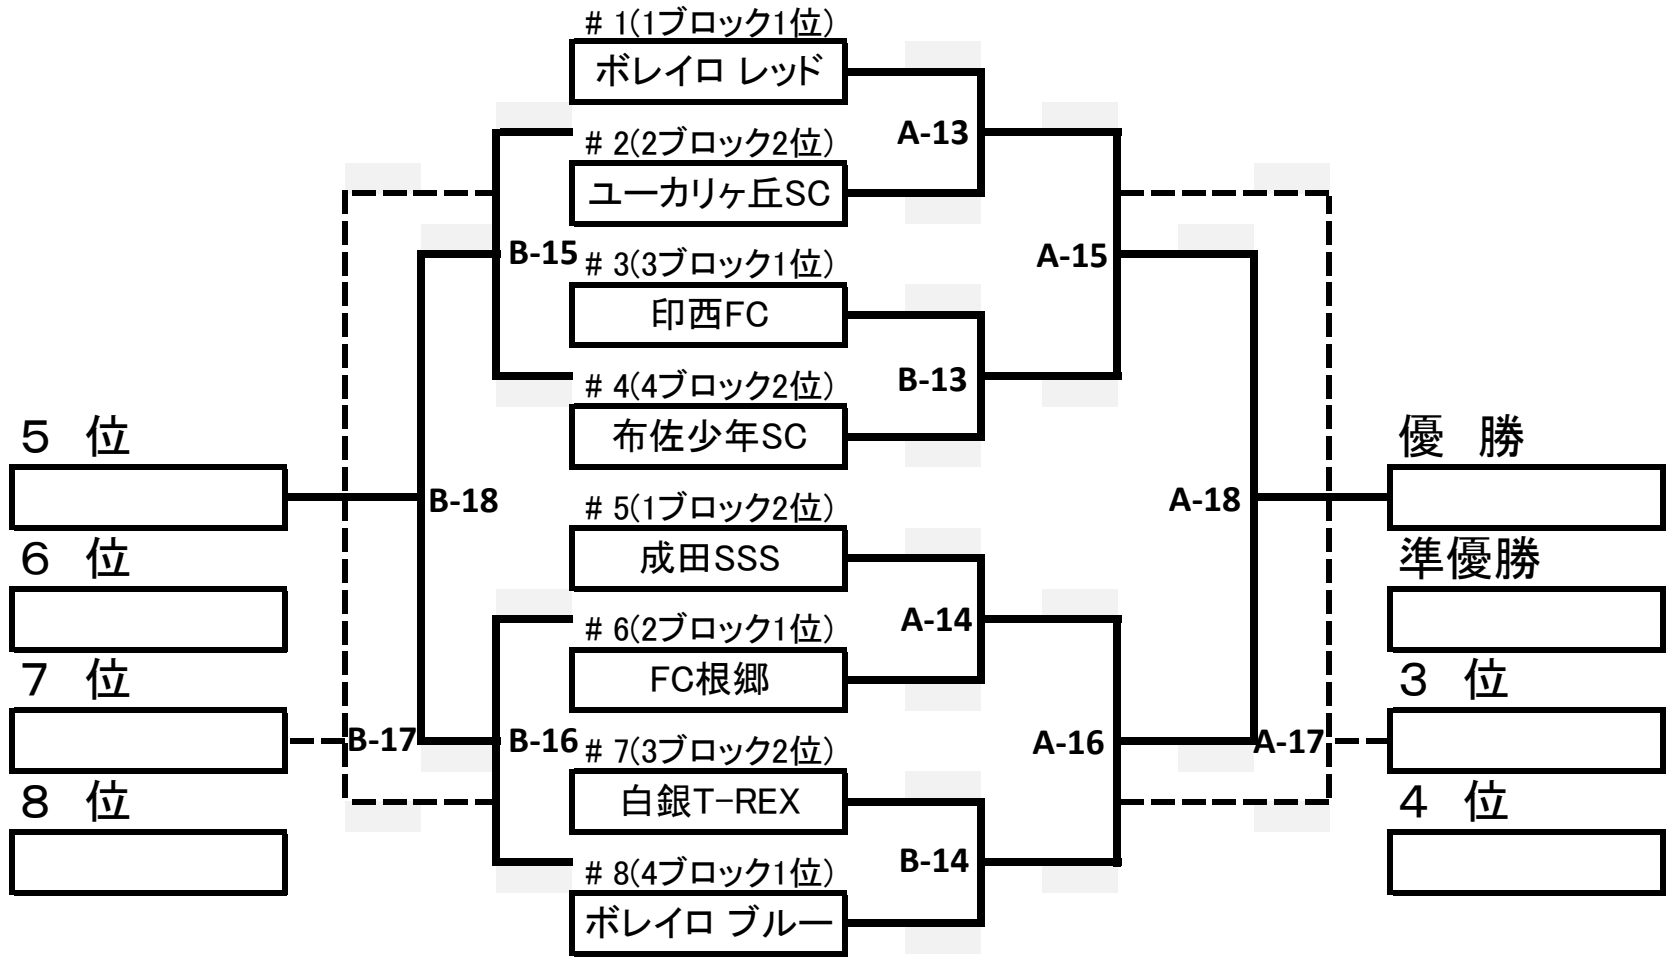 # 1(1ブロック1位)
ボレイロ レッド
A-13
# 2(2ブロック2位)
ユーカリヶ丘SC
B-15
# 3(3ブロック1位)
A-15
印西FC
B-13
# 4(4ブロック2位)
布佐少年SC
5 位
優 勝
B-18
# 5(1ブロック2位)
A-18
成田SSS
6 位
準優勝
# 6(2ブロック1位)
A-14
FC根郷
7 位
3 位
B-17
B-16
# 7(3ブロック2位)
A-16
A-17
白銀T-REX
8 位
4 位
B-14
# 8(4ブロック1位)
ボレイロ ブルー